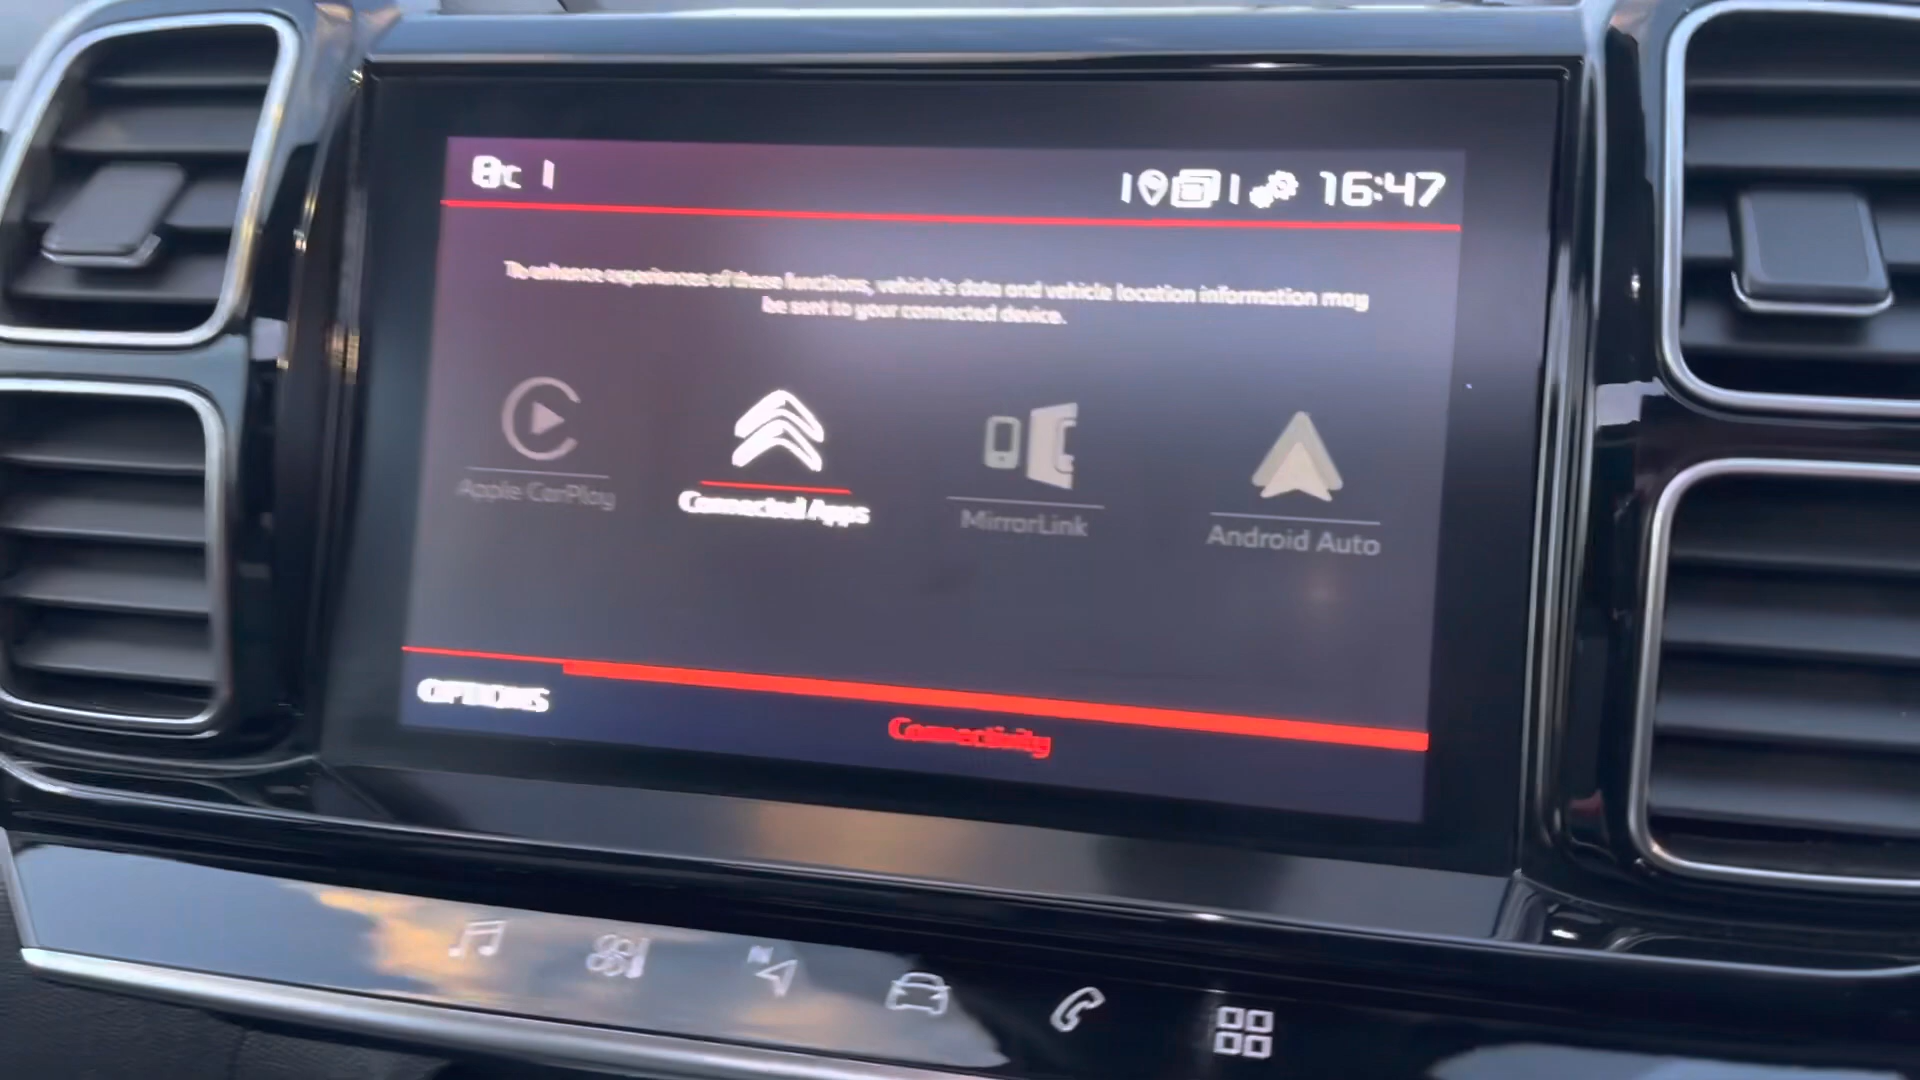 16:47
To enhance experiences of these functions, vehicle's data and vehicle location information may
be sent to your connected device.
Apple CarPlay
Connected Apps
MirrorLink
Android Auto
OPTIONS
Connectivity
N